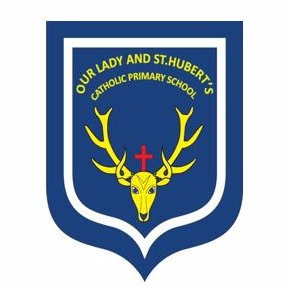 OUR LADY AND ST.HUBERT'S
CATHOLIC PRIMARY SCHOOL